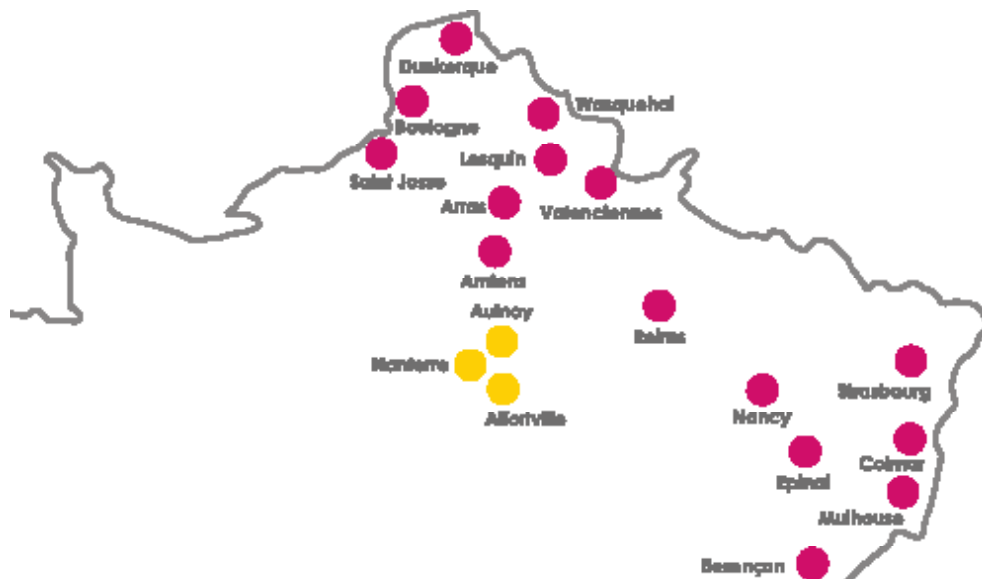 Dunkerque
Wasquehal
Boulogne
Lesquin
Saint Josse
Valenciennes
Arras
Amiens
Aulnay
Reims
Nanterre
Strasbourg
Alfortville
Nancy
Colmar
Epinal
Mulhouse
Besançon